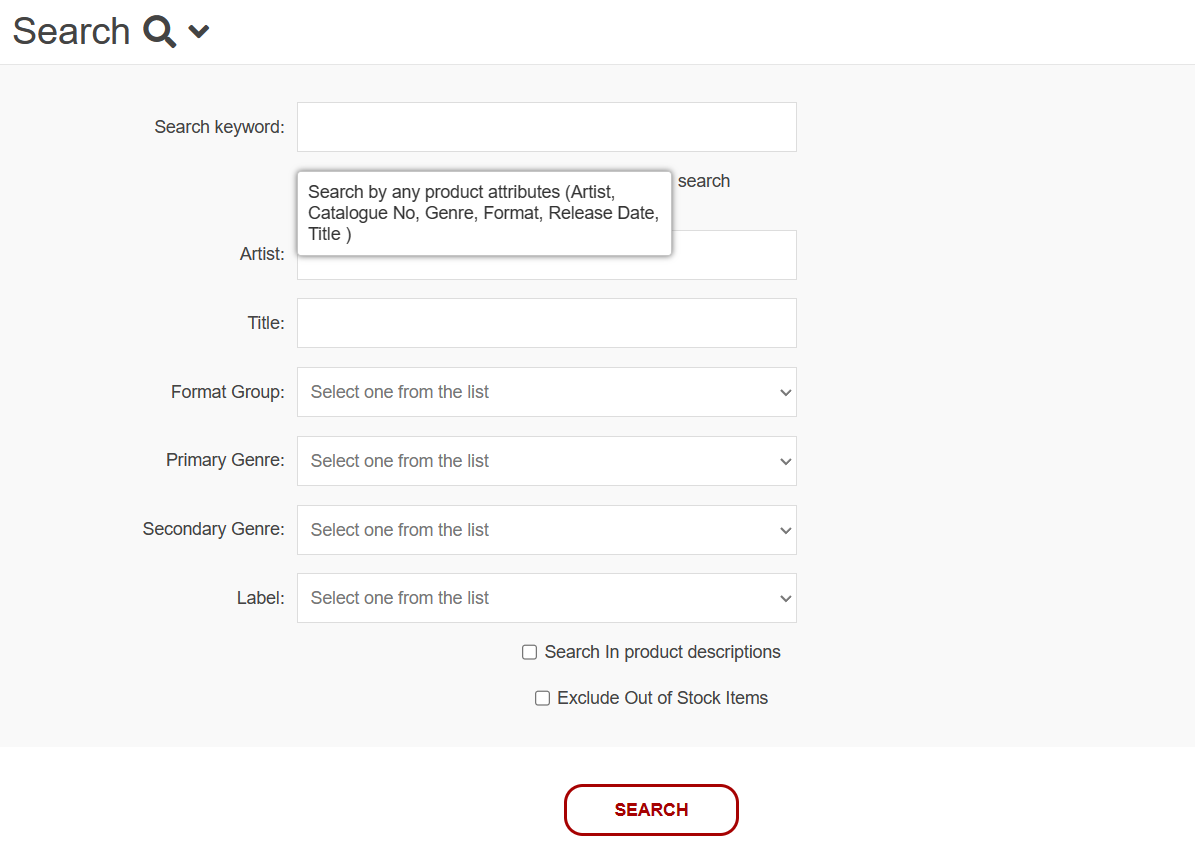 Search
Search keyword:
search
Search by any product attributes (Artist,
Catalogue No, Genre, Format, Release Date,
Title )
Artist:
Title:
Format Group: Select one from the list
Primary Genre: Select one from the list
Secondary Genre: Select one from the list
Label: Select one from the list
Search In product descriptions
Exclude Out of Stock Items
SEARCH